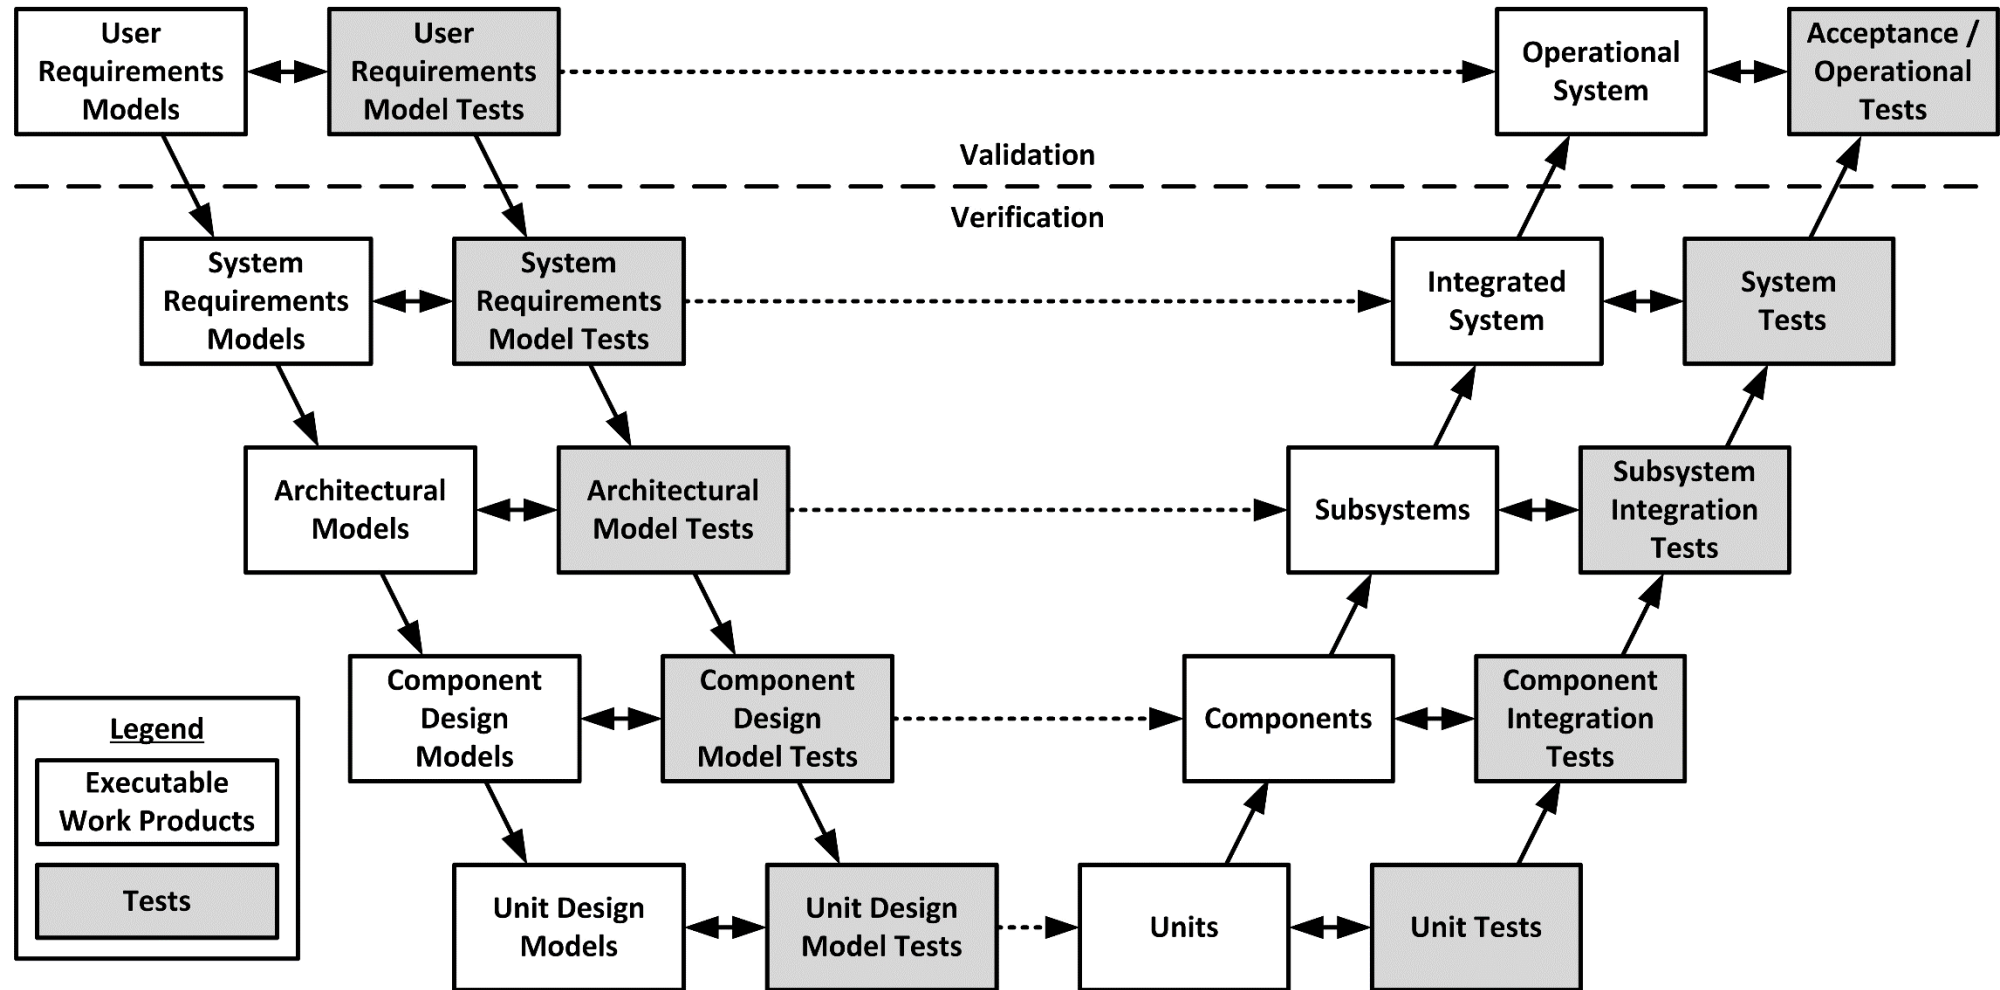 User
Requirements
Models
User
Requirements
Model Tests
Operational
System
Acceptance /
Operational
Tests
Validation
Verification
System
Requirements
Models
System
Requirements
Model Tests
Integrated
System
System
Tests
Architectural
Models
Architectural
Model Tests
Subsystems
Subsystem
Integration
Tests
Component
Design
Models
Component
Design
Model Tests
Components
Component
Integration
Tests
Legend
Executable
Work Products
Tests
Unit Design
Models
Unit Design
Model Tests
Units
Unit Tests